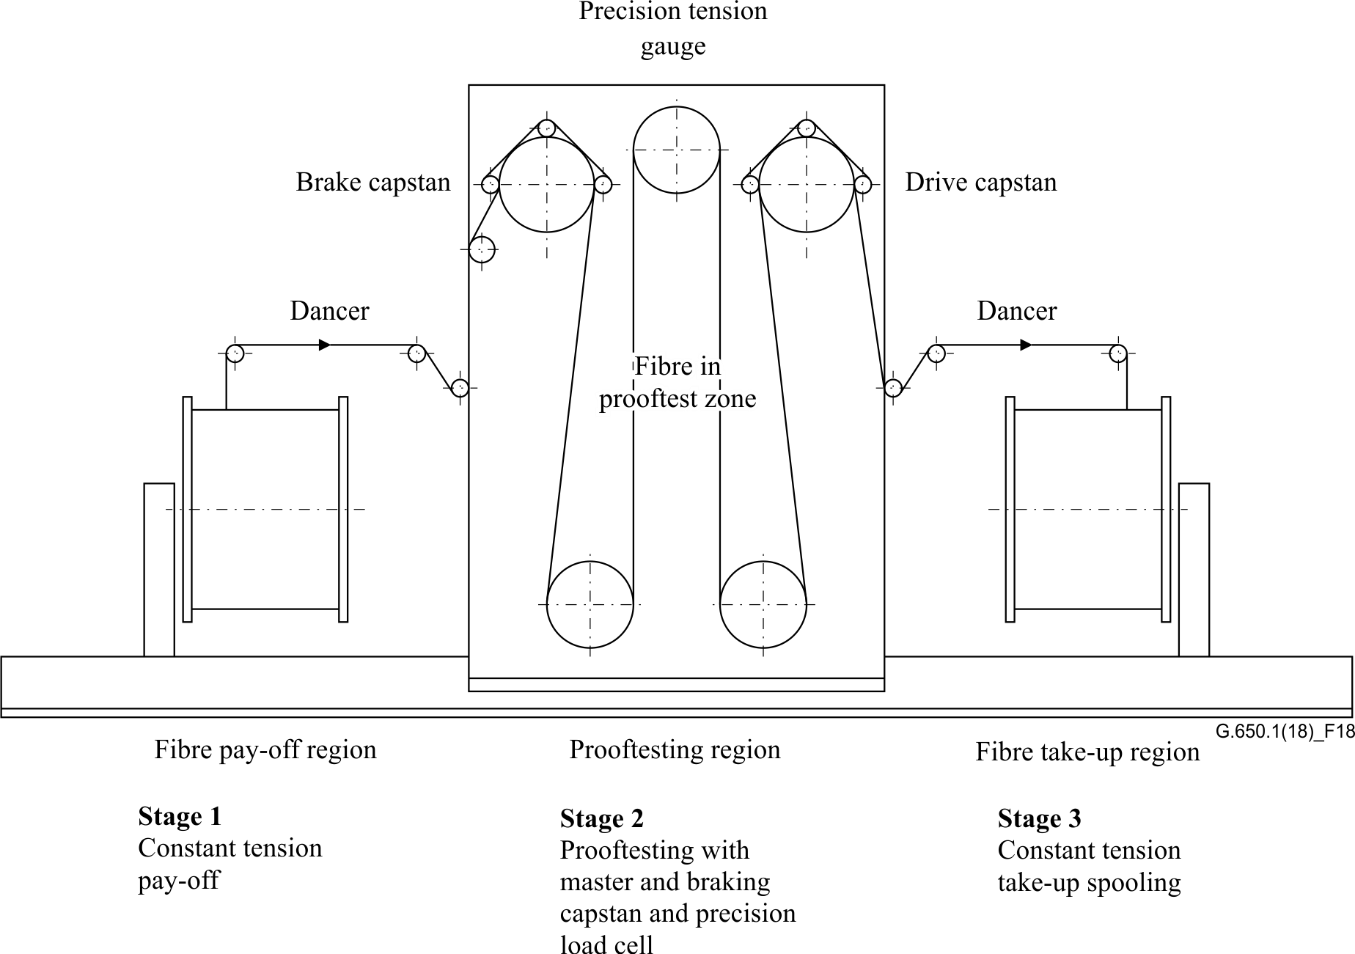 Precision tension
gauge
Brake capstan
Drive capstan
Dancer
Dancer
Fibre in
prooftest zone
G.650.1(18)_F18
Fibre pay-off region
Prooftesting region
Fibre take-up region
Stage 1
Constant tension
pay-off
Stage 2
Prooftesting with
master and braking
capstan and precision
load cell
Stage 3
Constant tension
take-up spooling